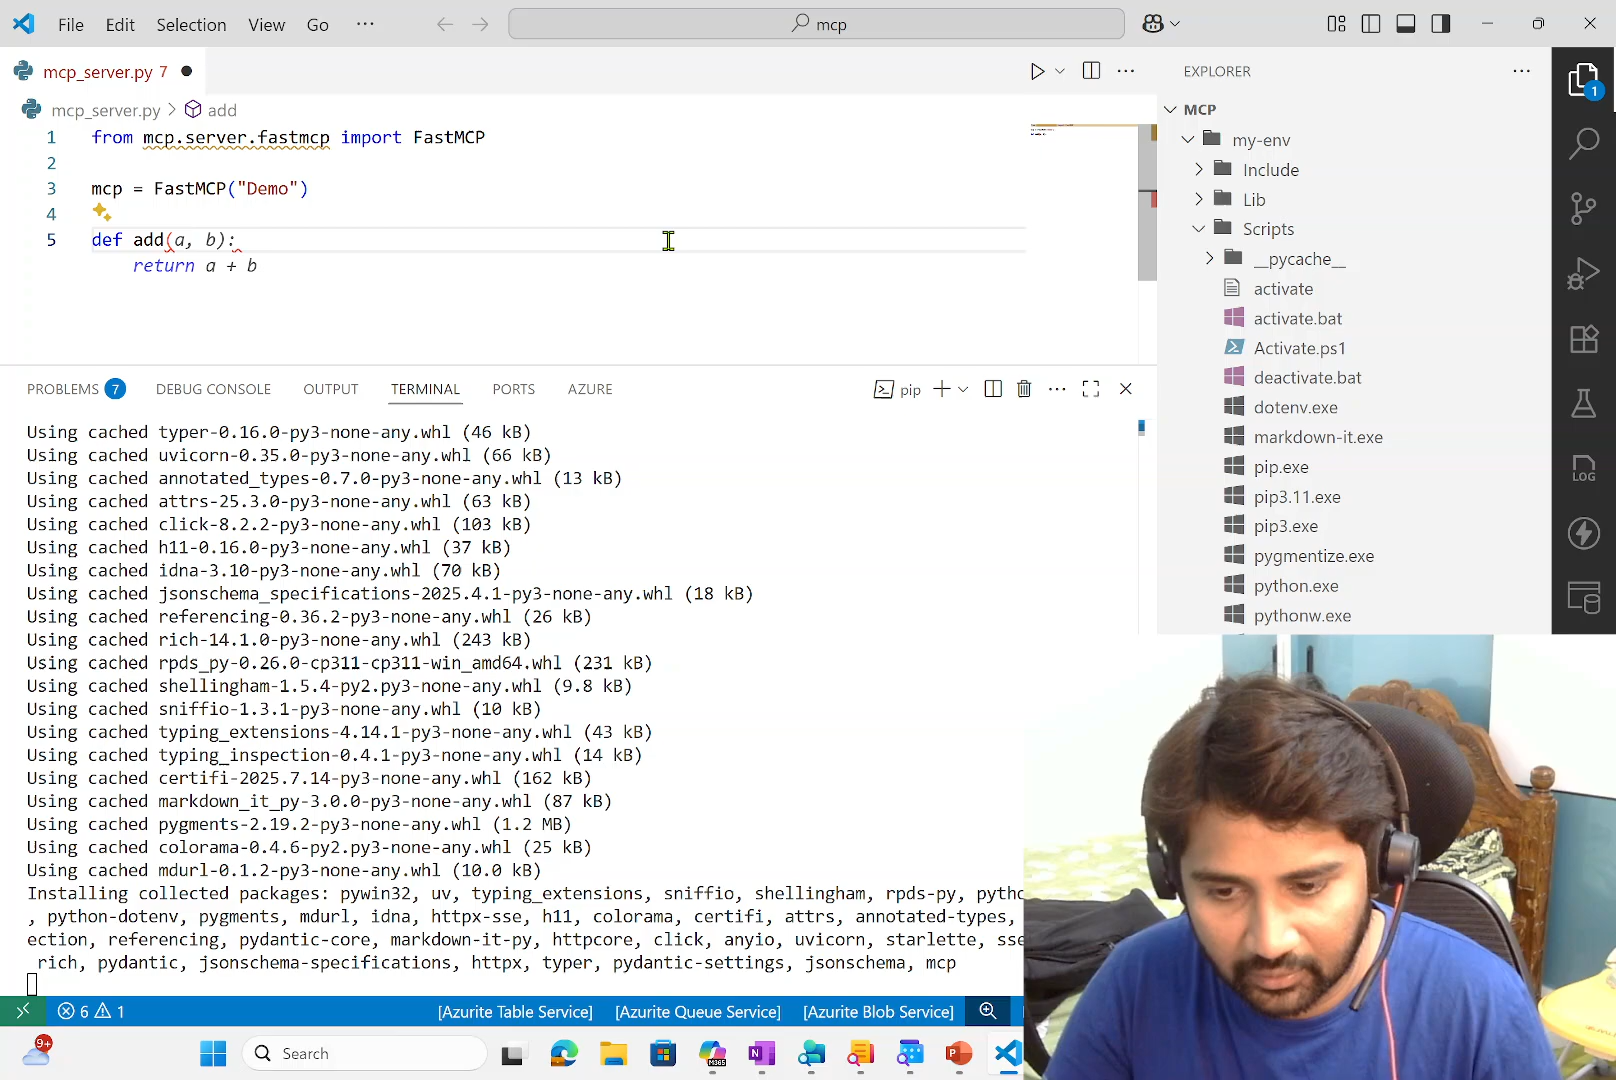 File Edit Selection View Go ···
mcp
mcp_server.py 7
mcp_server.py > add
1 from mcp.server.fastmcp import FastMCP
2
3 mcp = FastMCP("Demo")
4
5 def add(a, b):
return a + b
EXPLORER
MCP
my-env
Include
Lib
Scripts
__pycache__
activate
activate.bat
Activate.ps1
deactivate.bat
dotenv.exe
markdown-it.exe
pip.exe
pip3.11.exe
pip3.exe
pygmentize.exe
python.exe
pythonw.exe
1
LOG
PROBLEMS 7 DEBUG CONSOLE OUTPUT TERMINAL PORTS AZURE
pip
Using cached typer-0.16.0-py3-none-any.whl (46 kB)
Using cached uvicorn-0.35.0-py3-none-any.whl (66 kB)
Using cached annotated_types-0.7.0-py3-none-any.whl (13 kB)
Using cached attrs-25.3.0-py3-none-any.whl (63 kB)
Using cached click-8.2.2-py3-none-any.whl (103 kB)
Using cached h11-0.16.0-py3-none-any.whl (37 kB)
Using cached idna-3.10-py3-none-any.whl (70 kB)
Using cached jsonschema_specifications-2025.4.1-py3-none-any.whl (18 kB)
Using cached referencing-0.36.2-py3-none-any.whl (26 kB)
Using cached rich-14.1.0-py3-none-any.whl (243 kB)
Using cached rpds_py-0.26.0-cp311-cp311-win_amd64.whl (231 kB)
Using cached shellingham-1.5.4-py2.py3-none-any.whl (9.8 kB)
Using cached sniffio-1.3.1-py3-none-any.whl (10 kB)
Using cached typing_extensions-4.14.1-py3-none-any.whl (43 kB)
Using cached typing_inspection-0.4.1-py3-none-any.whl (14 kB)
Using cached certifi-2025.7.14-py3-none-any.whl (162 kB)
Using cached markdown_it_py-3.0.0-py3-none-any.whl (87 kB)
Using cached pygments-2.19.2-py3-none-any.whl (1.2 MB)
Using cached colorama-0.4.6-py2.py3-none-any.whl (25 kB)
Using cached mdurl-0.1.2-py3-none-any.whl (10.0 kB)
Installing collected packages: pywin32, uv, typing_extensions, sniffio, shellingham, rpds-py, pytho
, python-dotenv, pygments, mdurl, idna, httpx-sse, h11, colorama, certifi, attrs, annotated-types,
ection, referencing, pydantic-core, markdown-it-py, httpcore, click, anyio, uvicorn, starlette, sse
rich, pydantic, jsonschema-specifications, httpx, typer, pydantic-settings, jsonschema, mcp
6 1 [Azurite Table Service] [Azurite Queue Service] [Azurite Blob Service]
9+
Search
M365